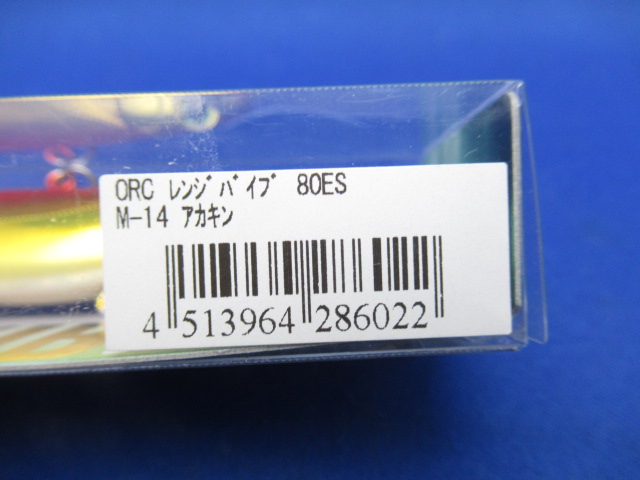 ORC ﾚﾝｼﾞﾊﾞｲﾌﾞ 80ES
M-14 ｱｶｷﾝ
4 513964 286022